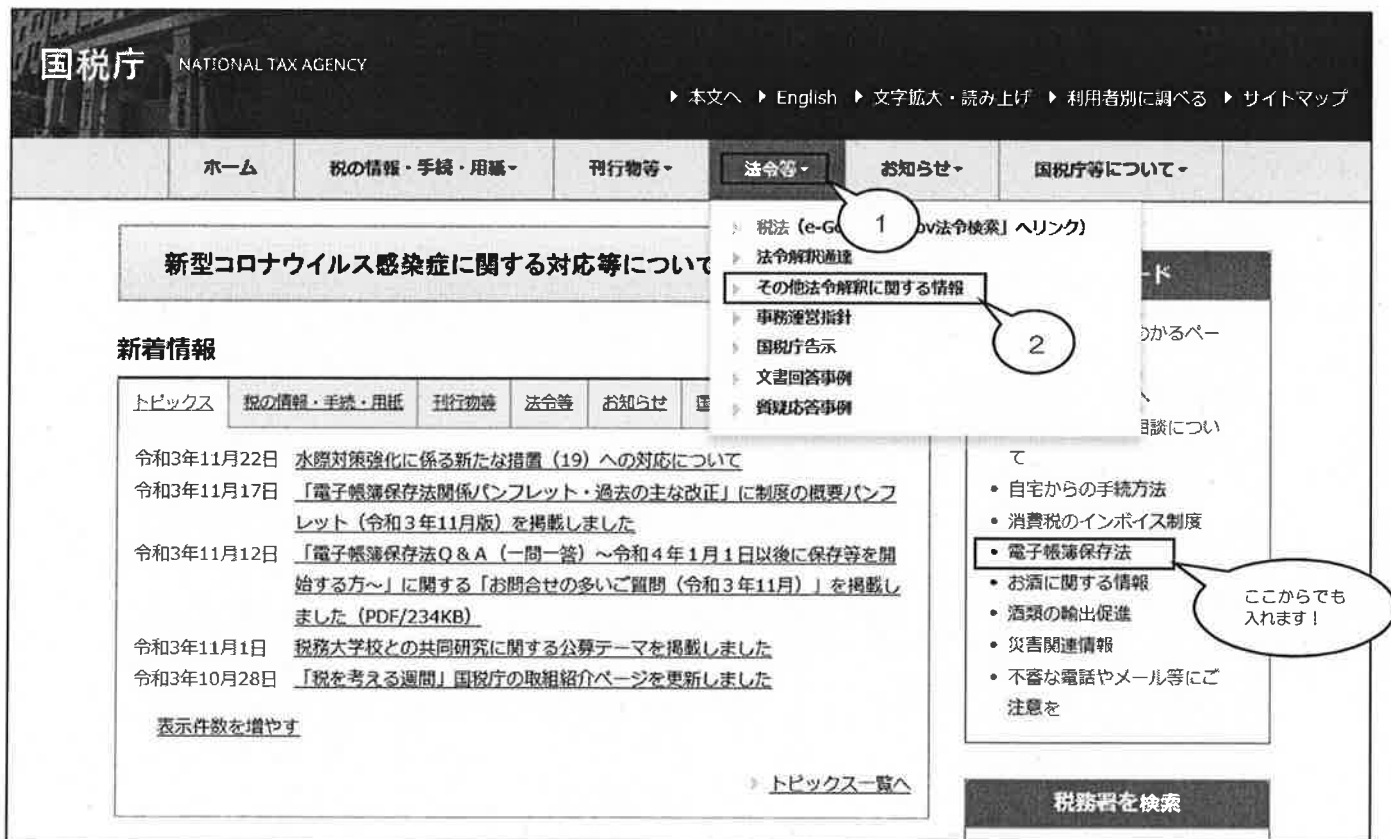 国税庁 NATIONAL TAX AGENCY
本文へ English 文字拡大・読み上げ 利用者別に調べる サイトマップ
ホーム 税の情報・手続・用紙 刊行物等 法令等 お知らせ 国税庁等について
1
税法 (e-G ov法令検索」へリンク)
法令解釈通達
その他法令解釈に関する情報
2
事務運営指針
国税庁告示
文書回答事例
質疑応答事例
新型コロナウイルス感染症に関する対応等について
新着情報
トピックス 税の情報・手続・用紙 刊行物等 法令等 お知らせ 国
令和3年11月22日 水際対策強化に係る新たな措置（19）への対応について
令和3年11月17日 「電子帳簿保存法関係パンフレット・過去の主な改正」に制度の概要パンフ
レット（令和３年11月版）を掲載しました
令和3年11月12日 「電子帳簿保存法Ｑ＆Ａ（一問一答）～令和４年１月１日以後に保存等を開
始する方～」に関する「お問合せの多いご質問（令和３年11月）」を掲載し
ました（PDF/234KB）
令和3年11月1日 税務大学校との共同研究に関する公募テーマを掲載しました
令和3年10月28日 「税を考える週間」国税庁の取組紹介ページを更新しました
表示件数を増やす
トピックス一覧へ
ード
かるペー
談につい
て
自宅からの手続方法
消費税のインボイス制度
電子帳簿保存法
お酒に関する情報
酒類の輸出促進
災害関連情報
不審な電話やメール等にご
注意を
ここからでも
入れます！
税務署を検索